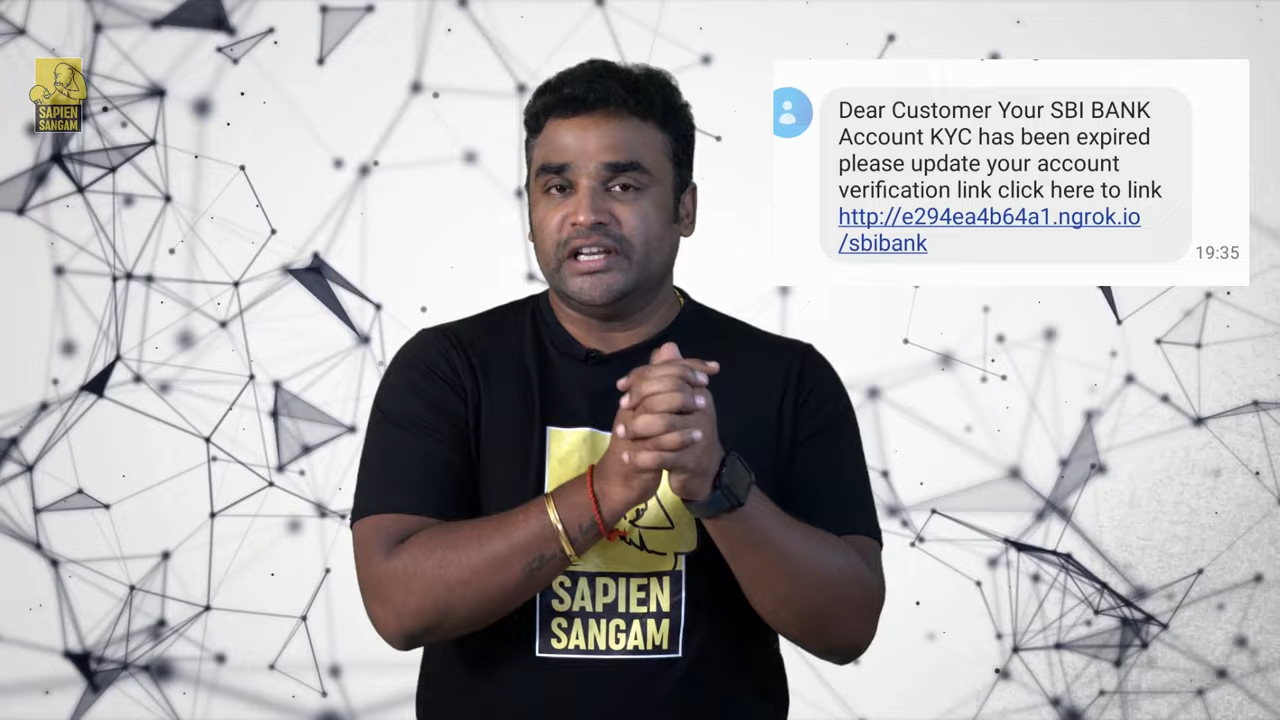 SAPIEN
SANGAM
Dear Customer Your SBI BANK
Account KYC has been expired
please update your account
verification link click here to link
http://e294ea4b64a1.ngrok.io
/sbibank
19:35
SAPIEN
SANGAM